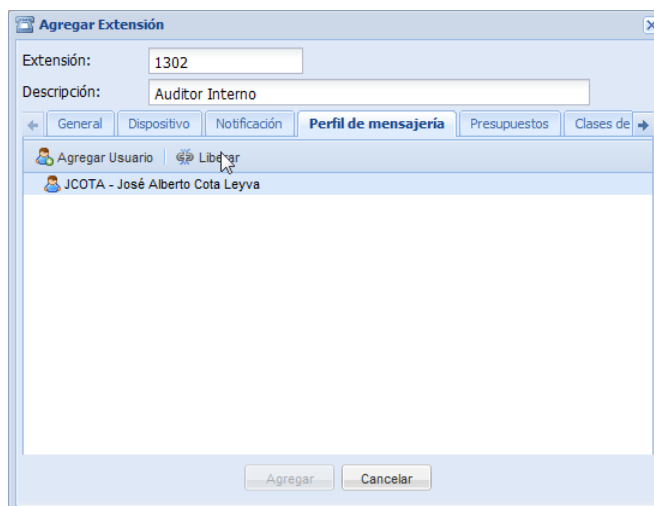 Agregar Extensión
Extensión: 1302
Descripción: Auditor Interno
General Dispositivo Notificación Perfil de mensajería Presupuestos Clases de
Agregar Usuario Liberar
JCOTA - José Alberto Cota Leyva
Agregar Cancelar